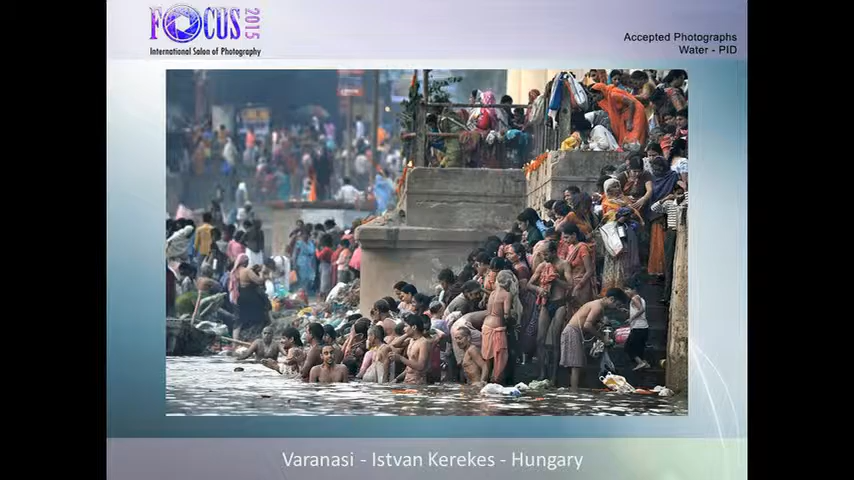 FOCUS 2015
International Salon of Photography
Accepted Photographs
Water - PID
Varanasi - Istvan Kerekes - Hungary